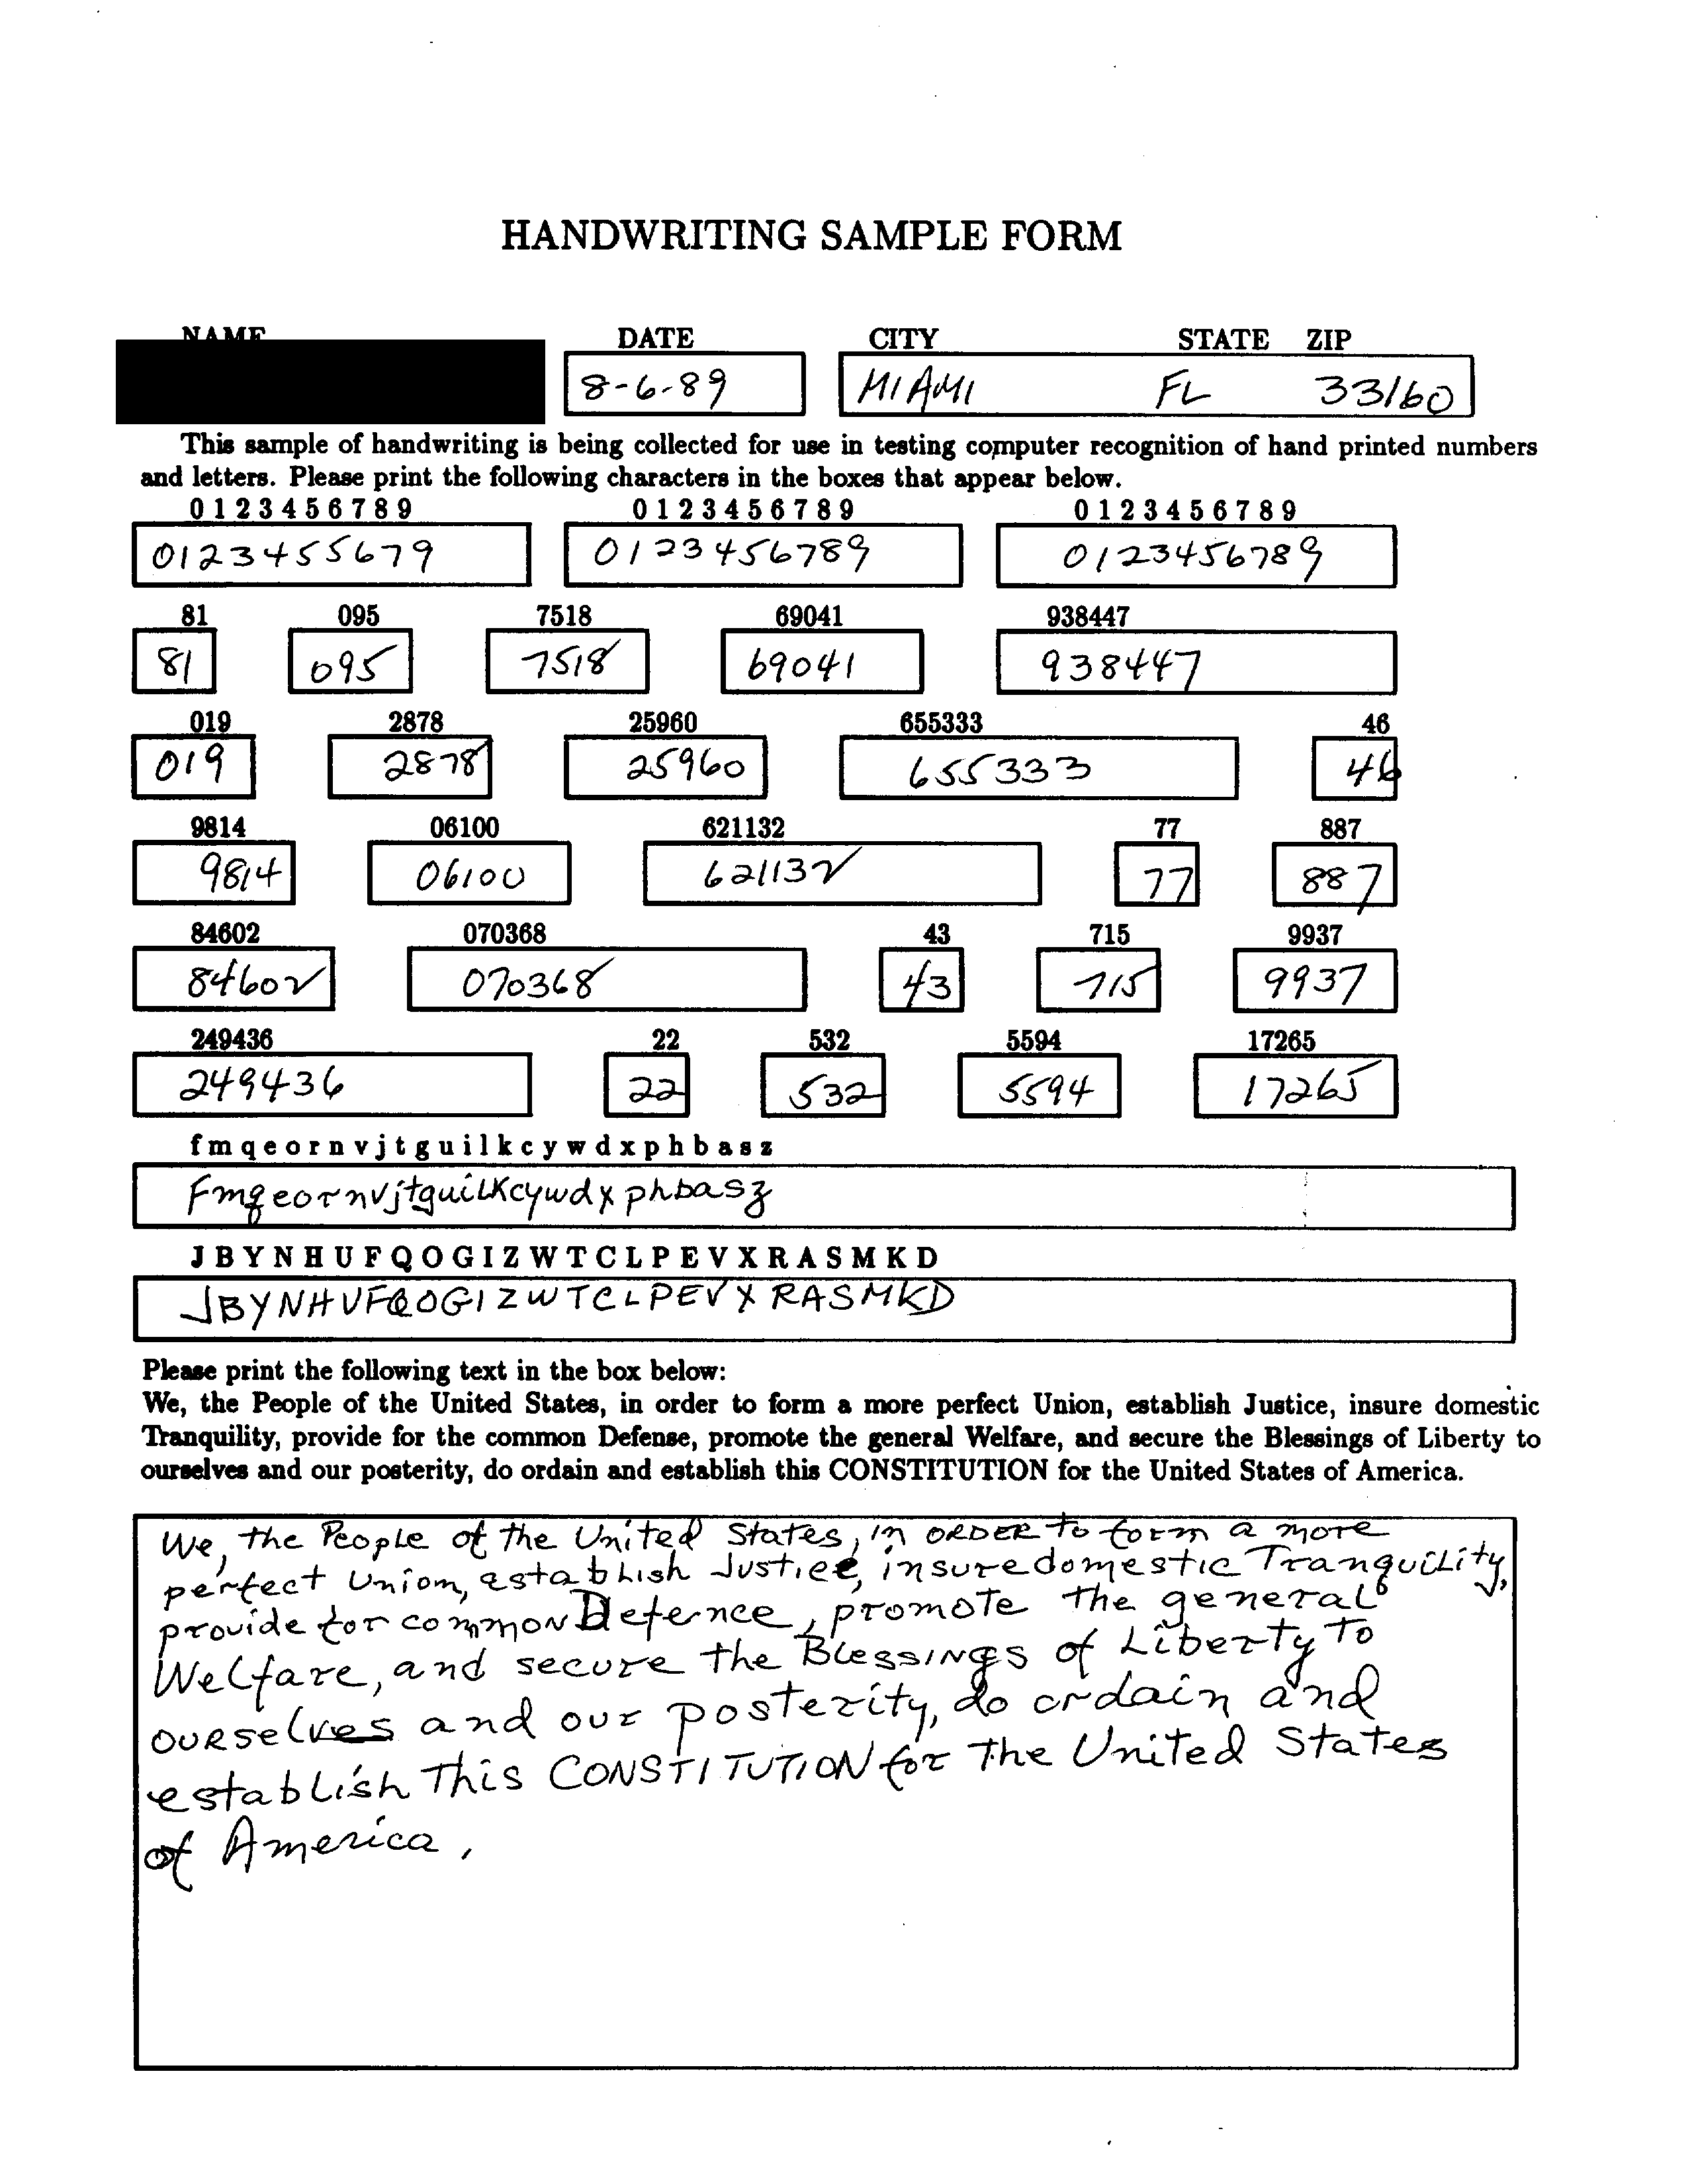 HANDWRITING SAMPLE FORM
NAME DATE CITY STATE ZIP
8-6-89 MIAMI FL 33160
This sample of handwriting is being collected for use in testing computer recognition of hand printed numbers
and letters. Please print the following characters in the boxes that appear below.
0 1 2 3 4 5 6 7 8 9 0 1 2 3 4 5 6 7 8 9 0 1 2 3 4 5 6 7 8 9
0123455679 0123456789 0123456789
81 095 7518 69041 938447
81 095 7518 69041 938447
019 2878 25960 655333 46
019 2878 25960 655333 46
9814 06100 621132 77 887
9814 06100 621132 77 887
84602 070368 43 715 9937
84602 070368 43 715 9937
249436 22 532 5594 17265
249436 22 532 5594 17265
f m q e o r n v j t g u i l k c y w d x p h b a s z
FmqeornvjtguiLKcywdxphbasz
J B Y N H U F Q O G I Z W T C L P E V X R A S M K D
JBYNHUFQOGIZWTCLPEVXRASMKD
Please print the following text in the box below:
We, the People of the United States, in order to form a more perfect Union, establish Justice, insure domestic
Tranquility, provide for the common Defense, promote the general Welfare, and secure the Blessings of Liberty to
ourselves and our posterity, do ordain and establish this CONSTITUTION for the United States of America.
We, the PeopLe of the United States, in ORDER to form a more
perfect Union, establish Justice, insure domestic TranquiLity,
provide for common Defence, promote the general
Welfare, and secure the Blessings of Liberty To
ourselves and our posterity, do ordain and
establish This CONSTITUTION for The United States
of America.